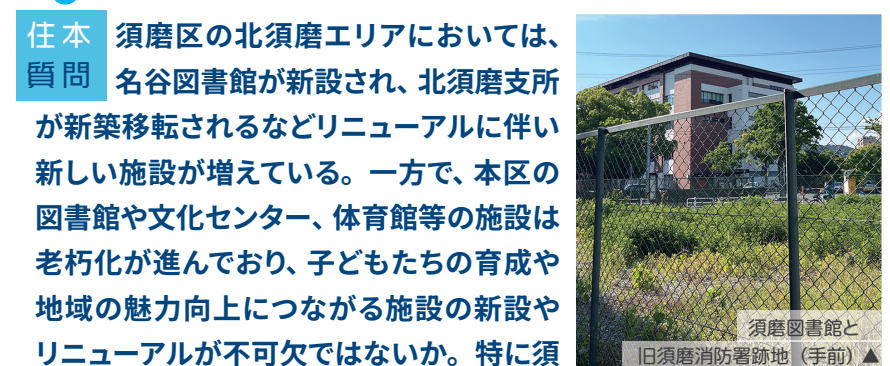 住本
質問
須磨区の北須磨エリアにおいては、
名谷図書館が新設され、北須磨支所
が新築移転されるなどリニューアルに伴い
新しい施設が増えている。一方で、本区の
図書館や文化センター、体育館等の施設は
老朽化が進んでおり、子どもたちの育成や
地域の魅力向上につながる施設の新設や
リニューアルが不可欠ではないか。特に須
須磨図書館と
旧須磨消防署跡地（手前）▲